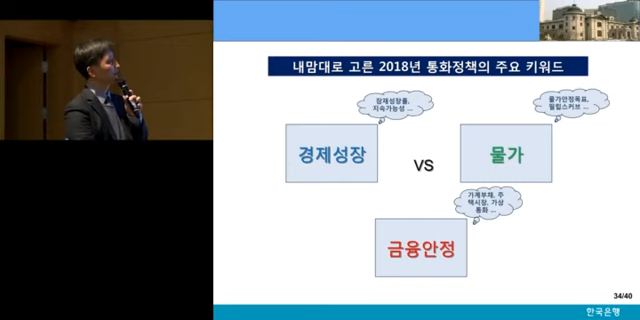 내맘대로 고른 2018년 통화정책의 주요 키워드
잠재성장률,
지속가능성 ...
물가안정목표,
필립스커브 ...
경제성장
VS
물가
가계부채, 주
택시장, 가상
통화 ...
금융안정
34/40
한국은행